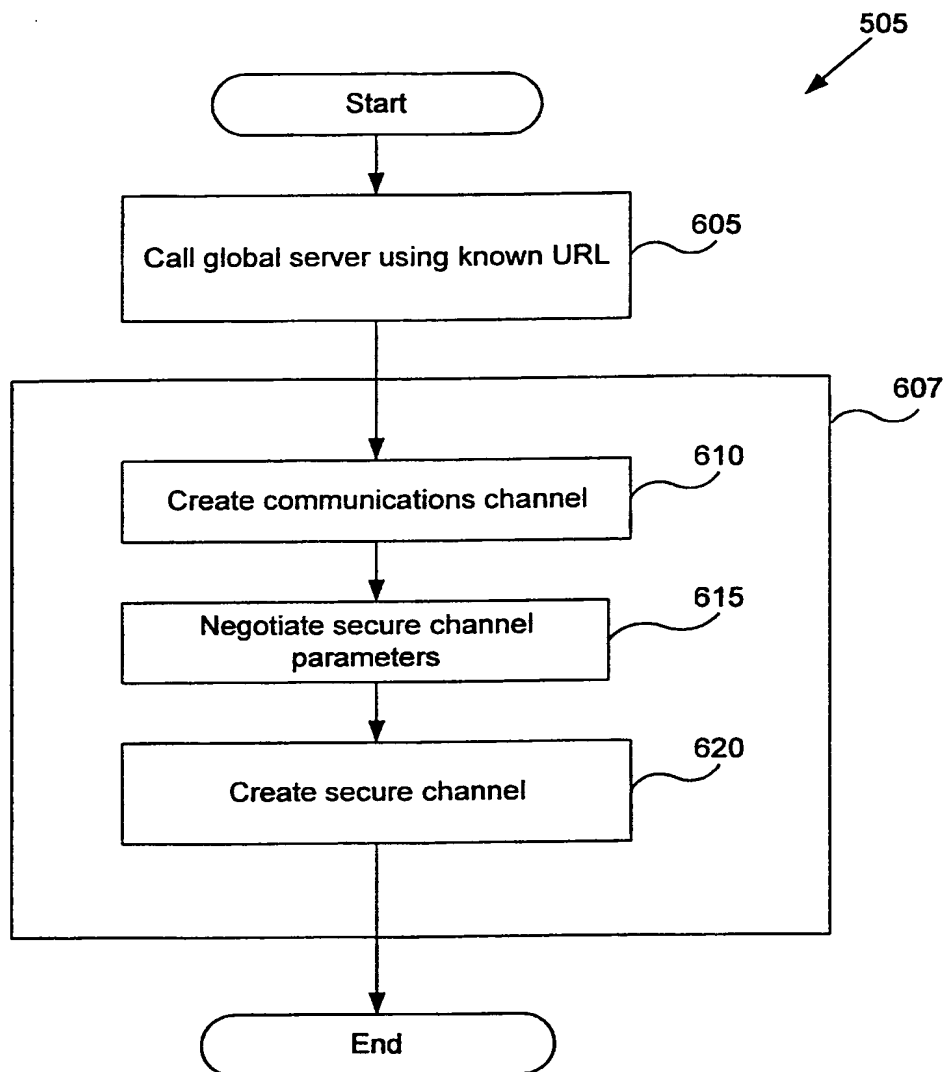 505
Start
605
Call global server using known URL
607
610
Create communications channel
615
Negotiate secure channel
parameters
620
Create secure channel
End